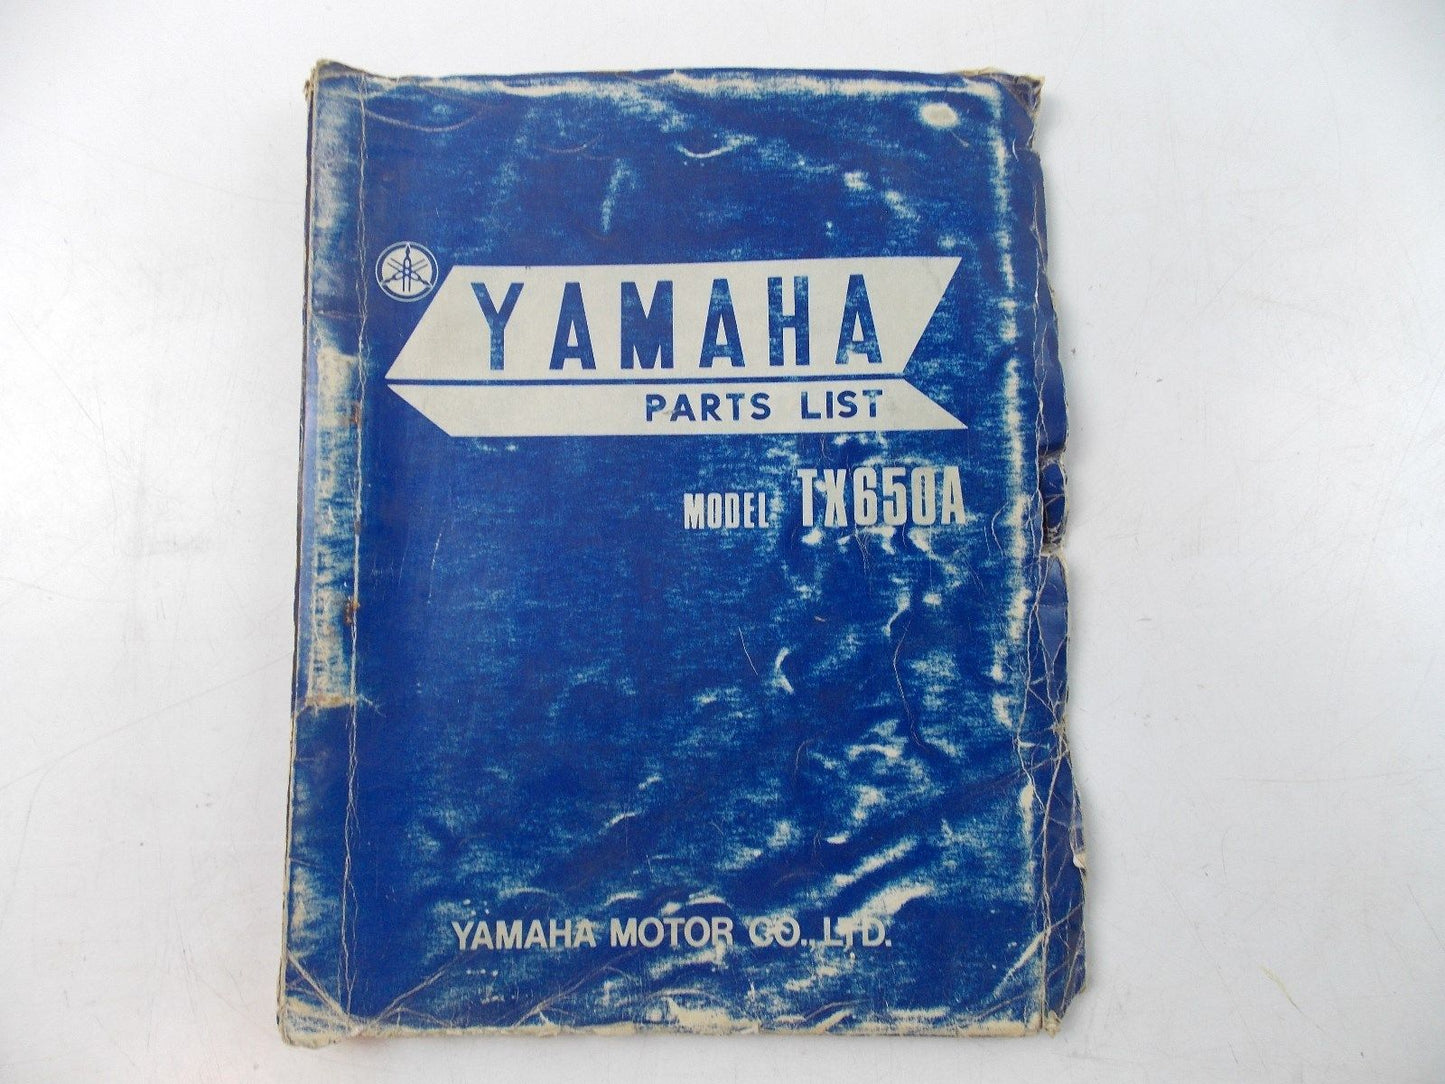 YAMAHA
PARTS LIST
MODEL TX650A
YAMAHA MOTOR CO., LTD.